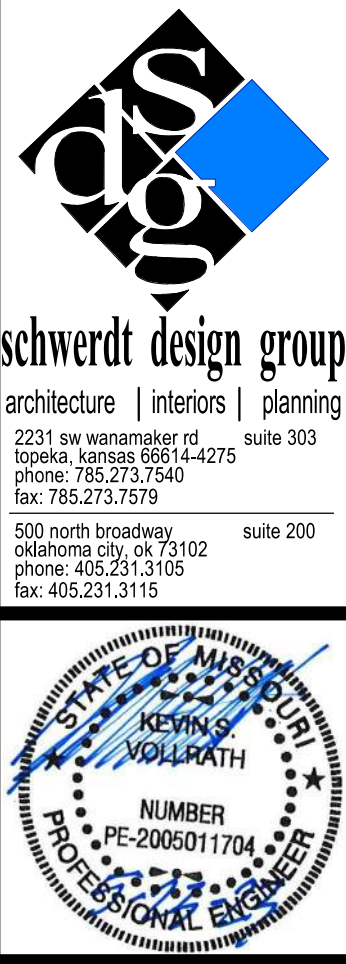 sdg
schwerdt design group
architecture | interiors | planning
2231 sw wanamaker rd suite 303
topeka, kansas 66614-4275
phone: 785.273.7540
fax: 785.273.7579
500 north broadway suite 200
oklahoma city, ok 73102
phone: 405.231.3105
fax: 405.231.3115
STATE OF MISSOURI
KEVIN S.
VOLLRATH
NUMBER
PE-2005011704
PROFESSIONAL ENGINEER